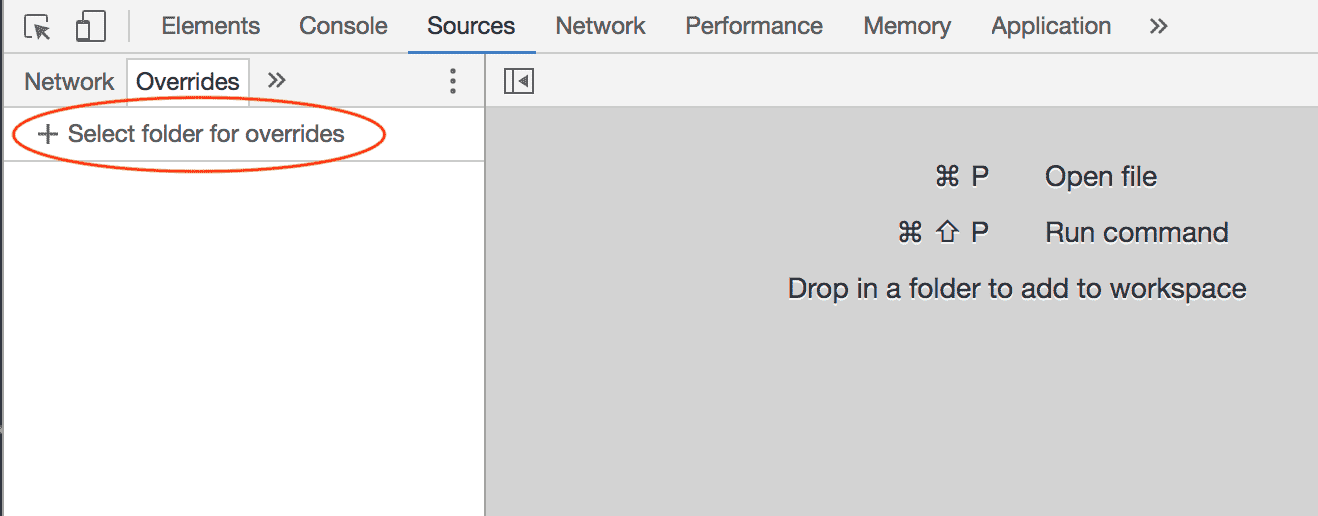 Elements Console Sources Network Performance Memory Application »
Network Overrides »
+ Select folder for overrides
⌘ P Open file
⌘ ⇧ P Run command
Drop in a folder to add to workspace